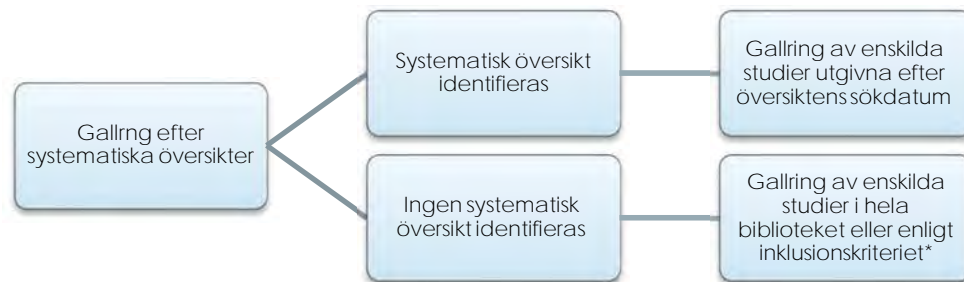 Gallrng efter
systematiska översikter
Systematisk översikt
identifieras
Gallring av enskilda
studier utgivna efter
översiktens sökdatum
Ingen systematisk
översikt identifieras
Gallring av enskilda
studier i hela
biblioteket eller enligt
inklusionskriteriet*